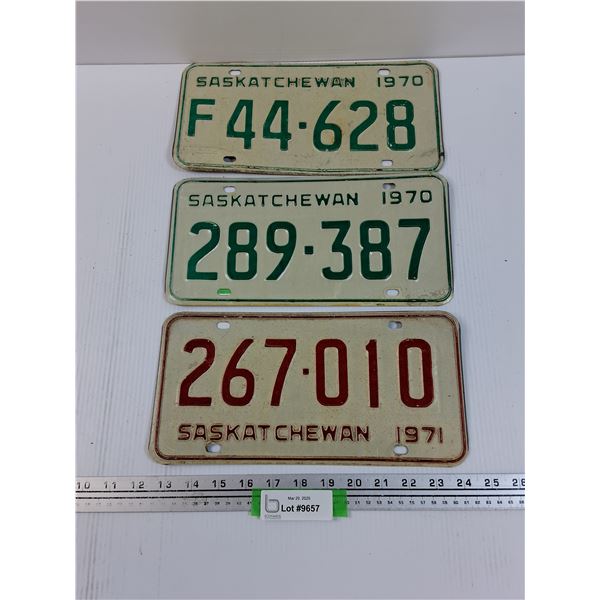 SASKATCHEWAN 1970
F44-628
SASKATCHEWAN 1970
289-387
267-010
SASKATCHEWAN 1971
10 11 12 13 14 15 16 17 18 19 20 21 22 23 24 25 26
Lot #9657